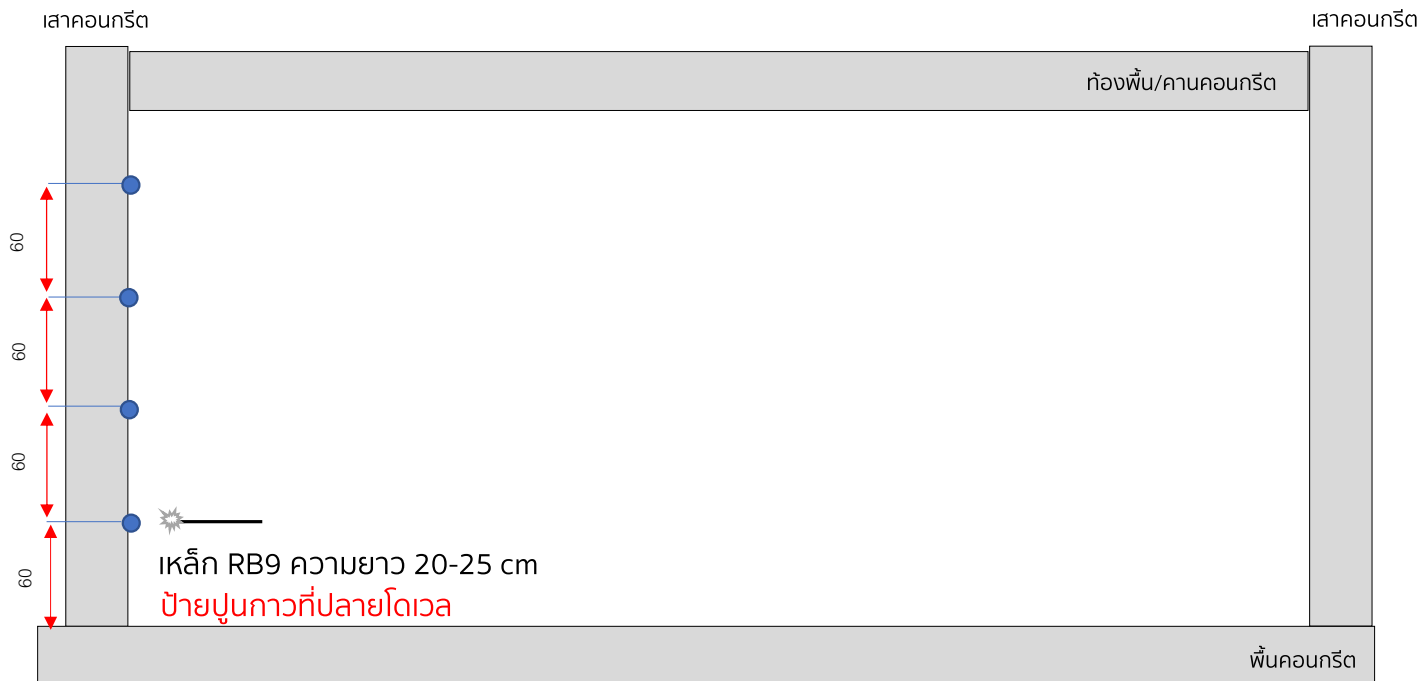 เสาคอนกรีต
เสาคอนกรีต
ท้องพื้น/คานคอนกรีต
60
60
60
60
เหล็ก RB9 ความยาว 20-25 cm
ป้ายปูนกาวที่ปลายโดเวล
พื้นคอนกรีต